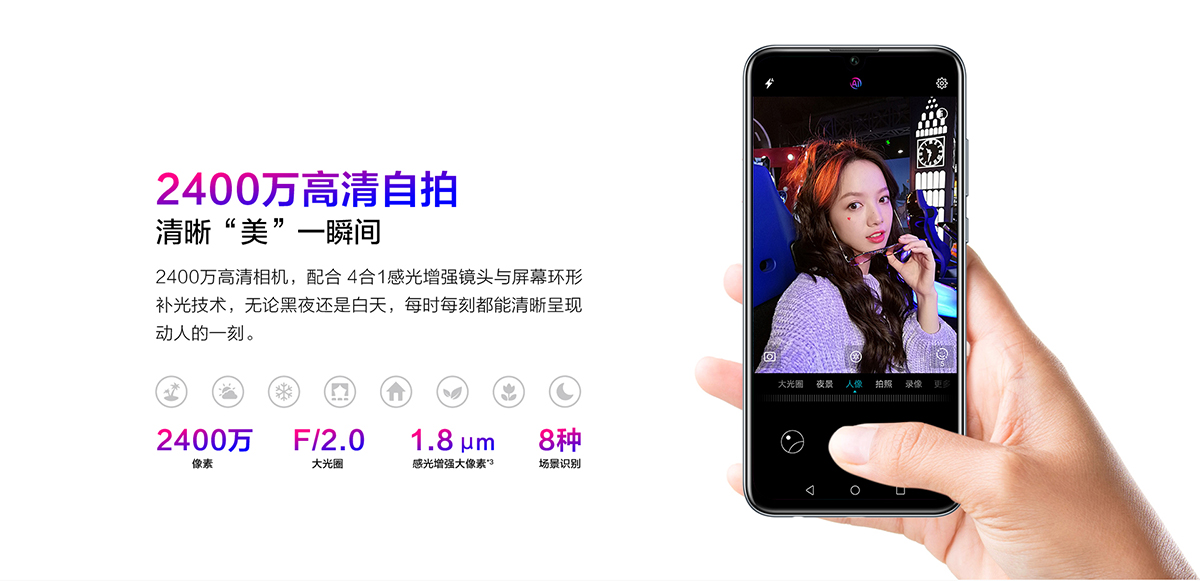 2400万高清自拍
清晰“美”一瞬间
2400万高清相机，配合 4合1感光增强镜头与屏幕环形
补光技术，无论黑夜还是白天，每时每刻都能清晰呈现
动人的一刻。
2400万
像素
F/2.0
大光圈
1.8 μm
感光增强大像素*3
8种
场景识别
AI
大光圈 夜景 人像 拍照 录像 更多